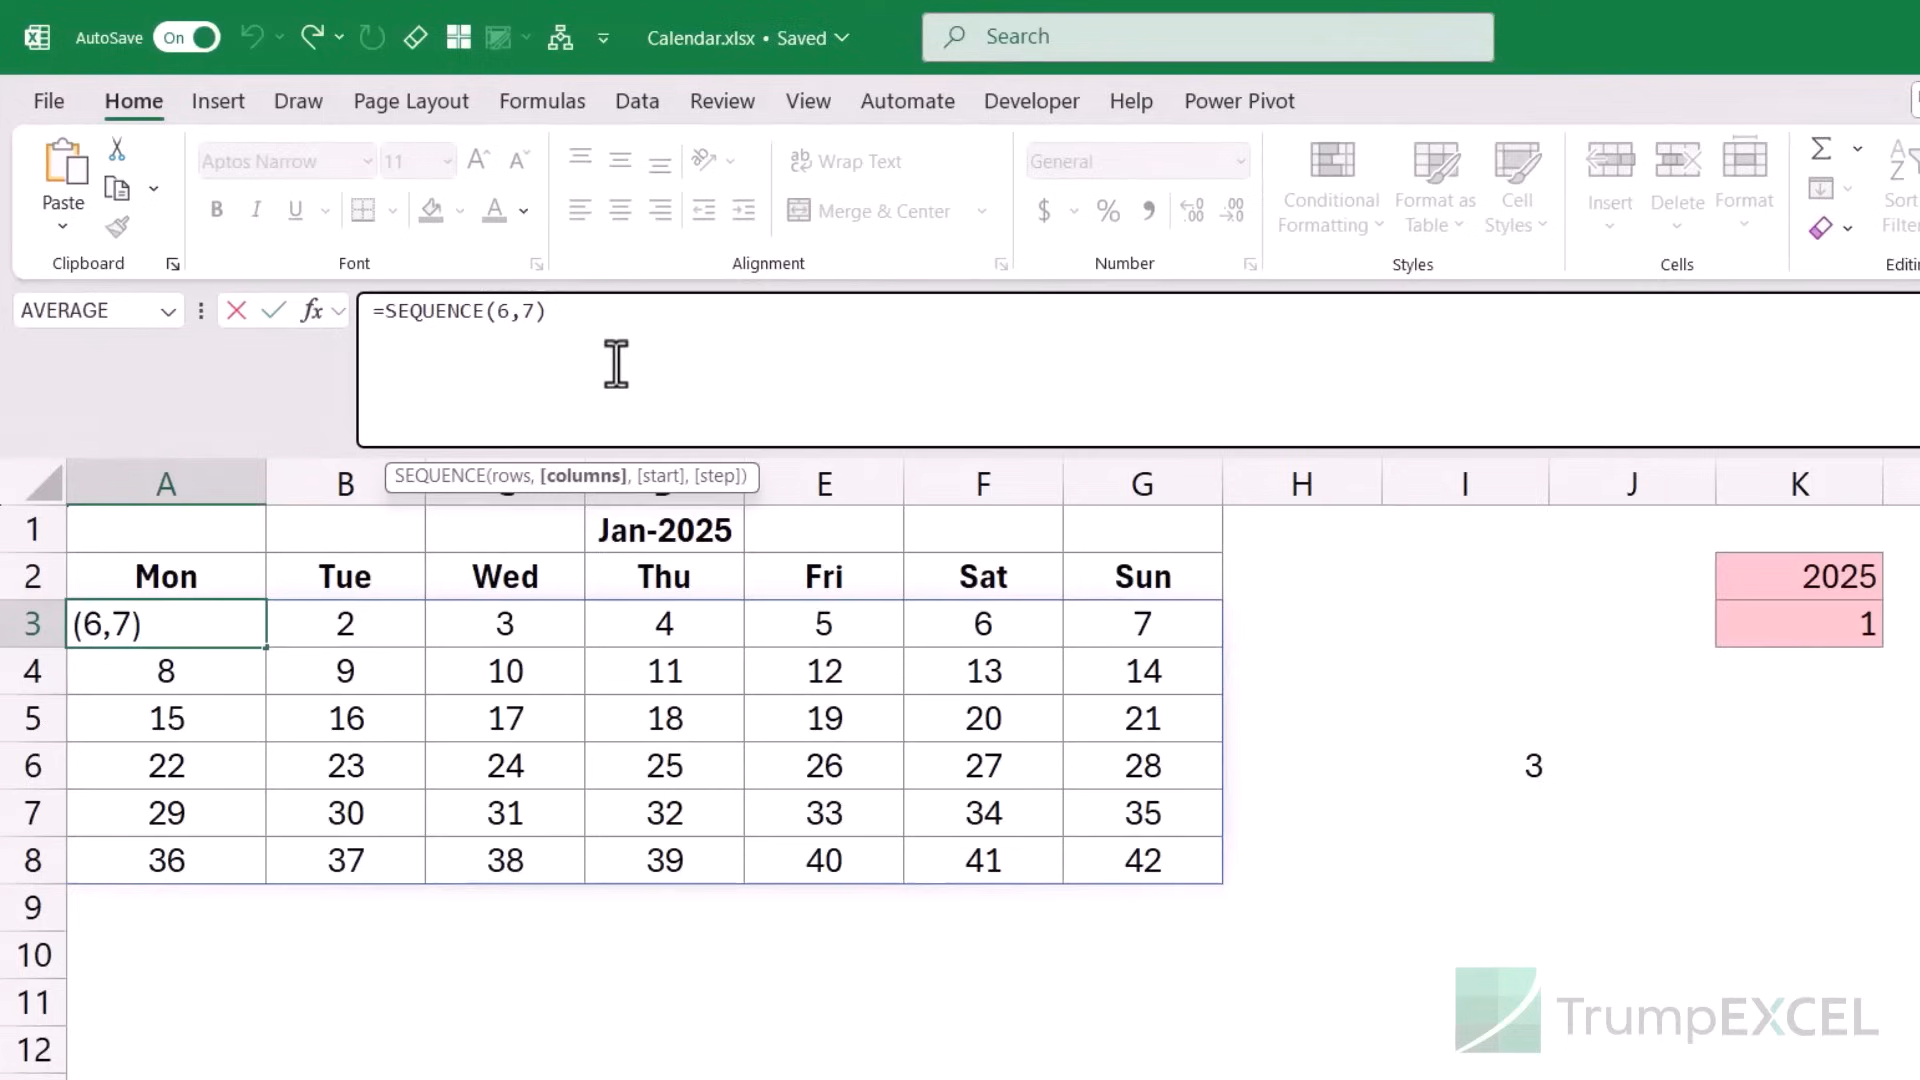 AutoSave On Calendar.xlsx • Saved Search
File Home Insert Draw Page Layout Formulas Data Review View Automate Developer Help Power Pivot
Paste
Aptos Narrow 11 A A
B I U A
ab Wrap Text
Merge & Center
General
$ % 9 .00 .00
Conditional Formatting
Format as Table
Cell Styles
Insert Delete Format
Σ
Sort
Filter
Clipboard Font Alignment Number Styles Cells Editin
AVERAGE fx =SEQUENCE(6,7)
SEQUENCE(rows, [columns], [start], [step])
A B E F G H I J K
1 Jan-2025
2 Mon Tue Wed Thu Fri Sat Sun 2025
3 (6,7) 2 3 4 5 6 7 1
4 8 9 10 11 12 13 14
5 15 16 17 18 19 20 21
6 22 23 24 25 26 27 28 3
7 29 30 31 32 33 34 35
8 36 37 38 39 40 41 42
9
10
11
12
TrumpEXCEL